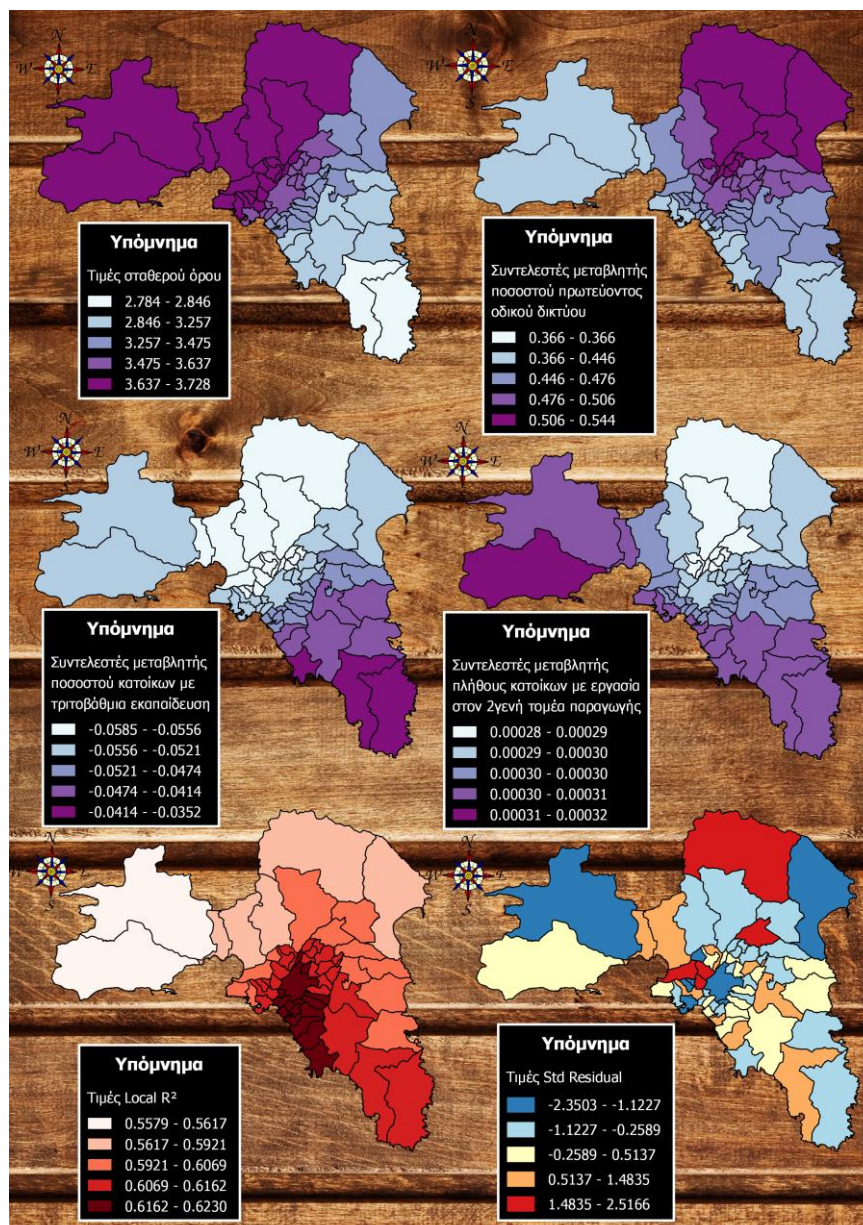 N
W E
S
Υπόμνημα
Τιμές σταθερού όρου
2.784 - 2.846
2.846 - 3.257
3.257 - 3.475
3.475 - 3.637
3.637 - 3.728
N
W E
S
Υπόμνημα
Συντελεστές μεταβλητής
ποσοστού πρωτεύοντος
οδικού δικτύου
0.366 - 0.366
0.366 - 0.446
0.446 - 0.476
0.476 - 0.506
0.506 - 0.544
N
W E
S
Υπόμνημα
Συντελεστές μεταβλητής
ποσοστού κατοίκων με
τριτοβάθμια εκαπαίδευση
-0.0585 - -0.0556
-0.0556 - -0.0521
-0.0521 - -0.0474
-0.0474 - -0.0414
-0.0414 - -0.0352
N
W E
S
Υπόμνημα
Συντελεστές μεταβλητής
πλήθους κατοίκων με εργασία
στον 2γενή τομέα παραγωγής
0.00028 - 0.00029
0.00029 - 0.00030
0.00030 - 0.00030
0.00030 - 0.00031
0.00031 - 0.00032
N
W E
S
Υπόμνημα
Τιμές Local R²
0.5579 - 0.5617
0.5617 - 0.5921
0.5921 - 0.6069
0.6069 - 0.6162
0.6162 - 0.6230
N
W E
S
Υπόμνημα
Τιμές Std Residual
-2.3503 - -1.1227
-1.1227 - -0.2589
-0.2589 - 0.5137
0.5137 - 1.4835
1.4835 - 2.5166